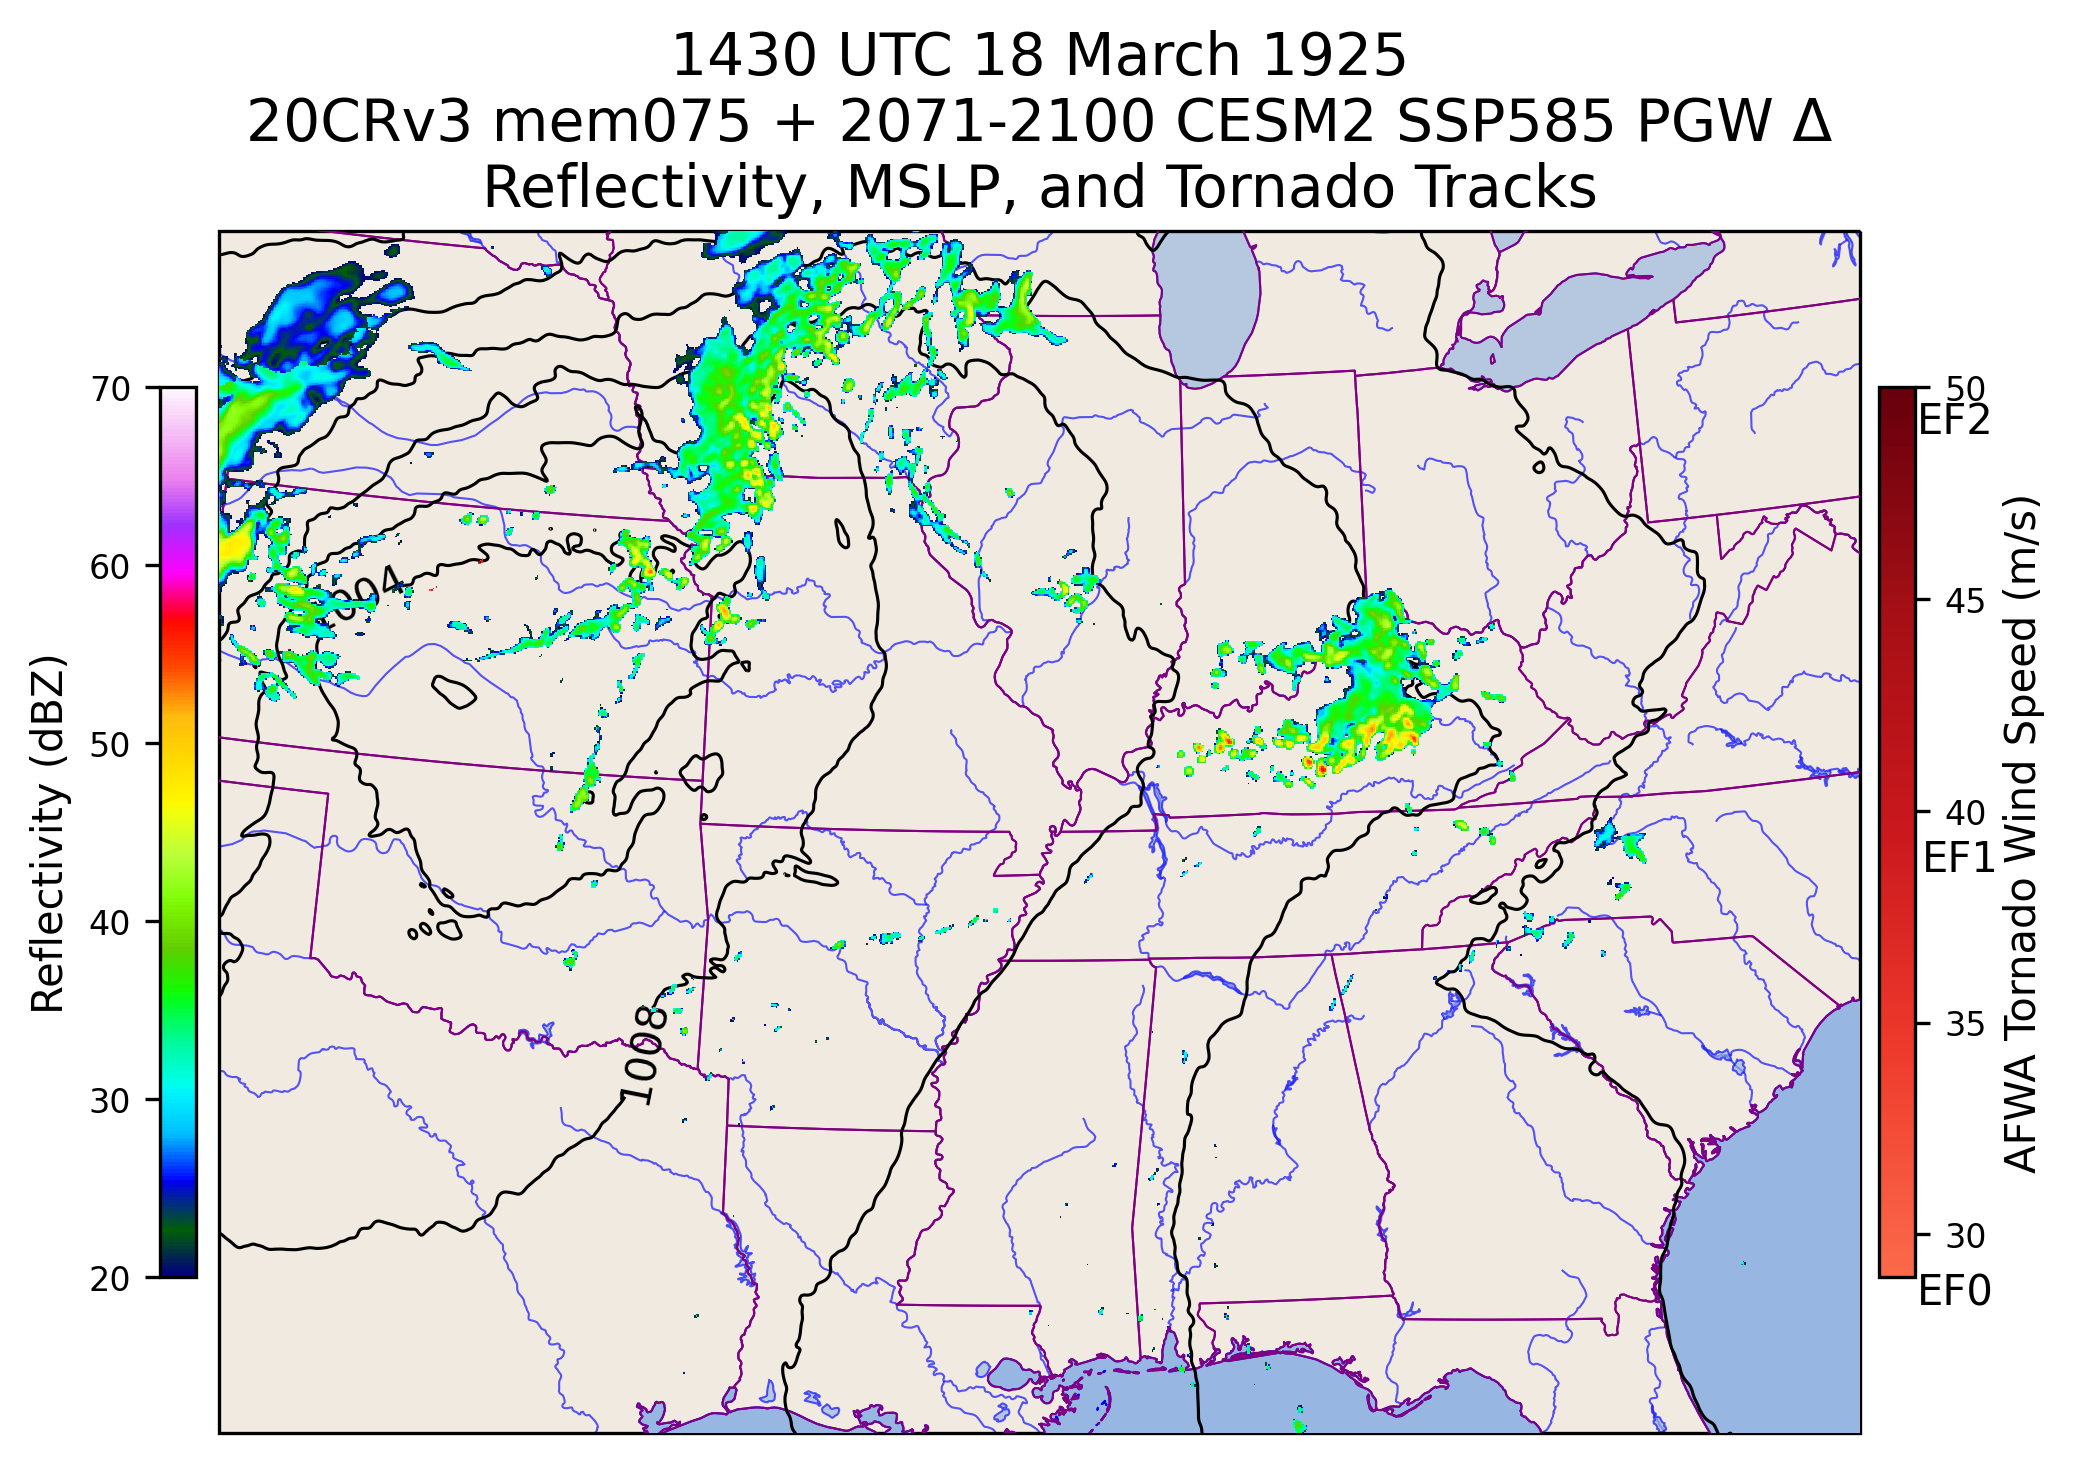 1430 UTC 18 March 1925
20CRv3 mem075 + 2071-2100 CESM2 SSP585 PGW Δ
Reflectivity, MSLP, and Tornado Tracks
70
60
50
40
30
20
Reflectivity (dBZ)
004
1008
50
EF2
45
40
EF1
35
30
EF0
AFWA Tornado Wind Speed (m/s)